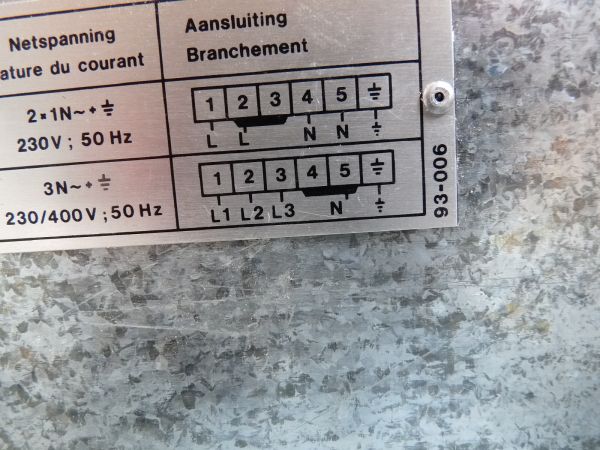 Netspanning
ature du courant
Aansluiting
Branchement
2×1N~+⏚
230V; 50 Hz
1 2 3 4 5 ⏚
L L N N ⏚
3N~+⏚
230/400V;50 Hz
1 2 3 4 5 ⏚
L1 L2 L3 N ⏚
93-006